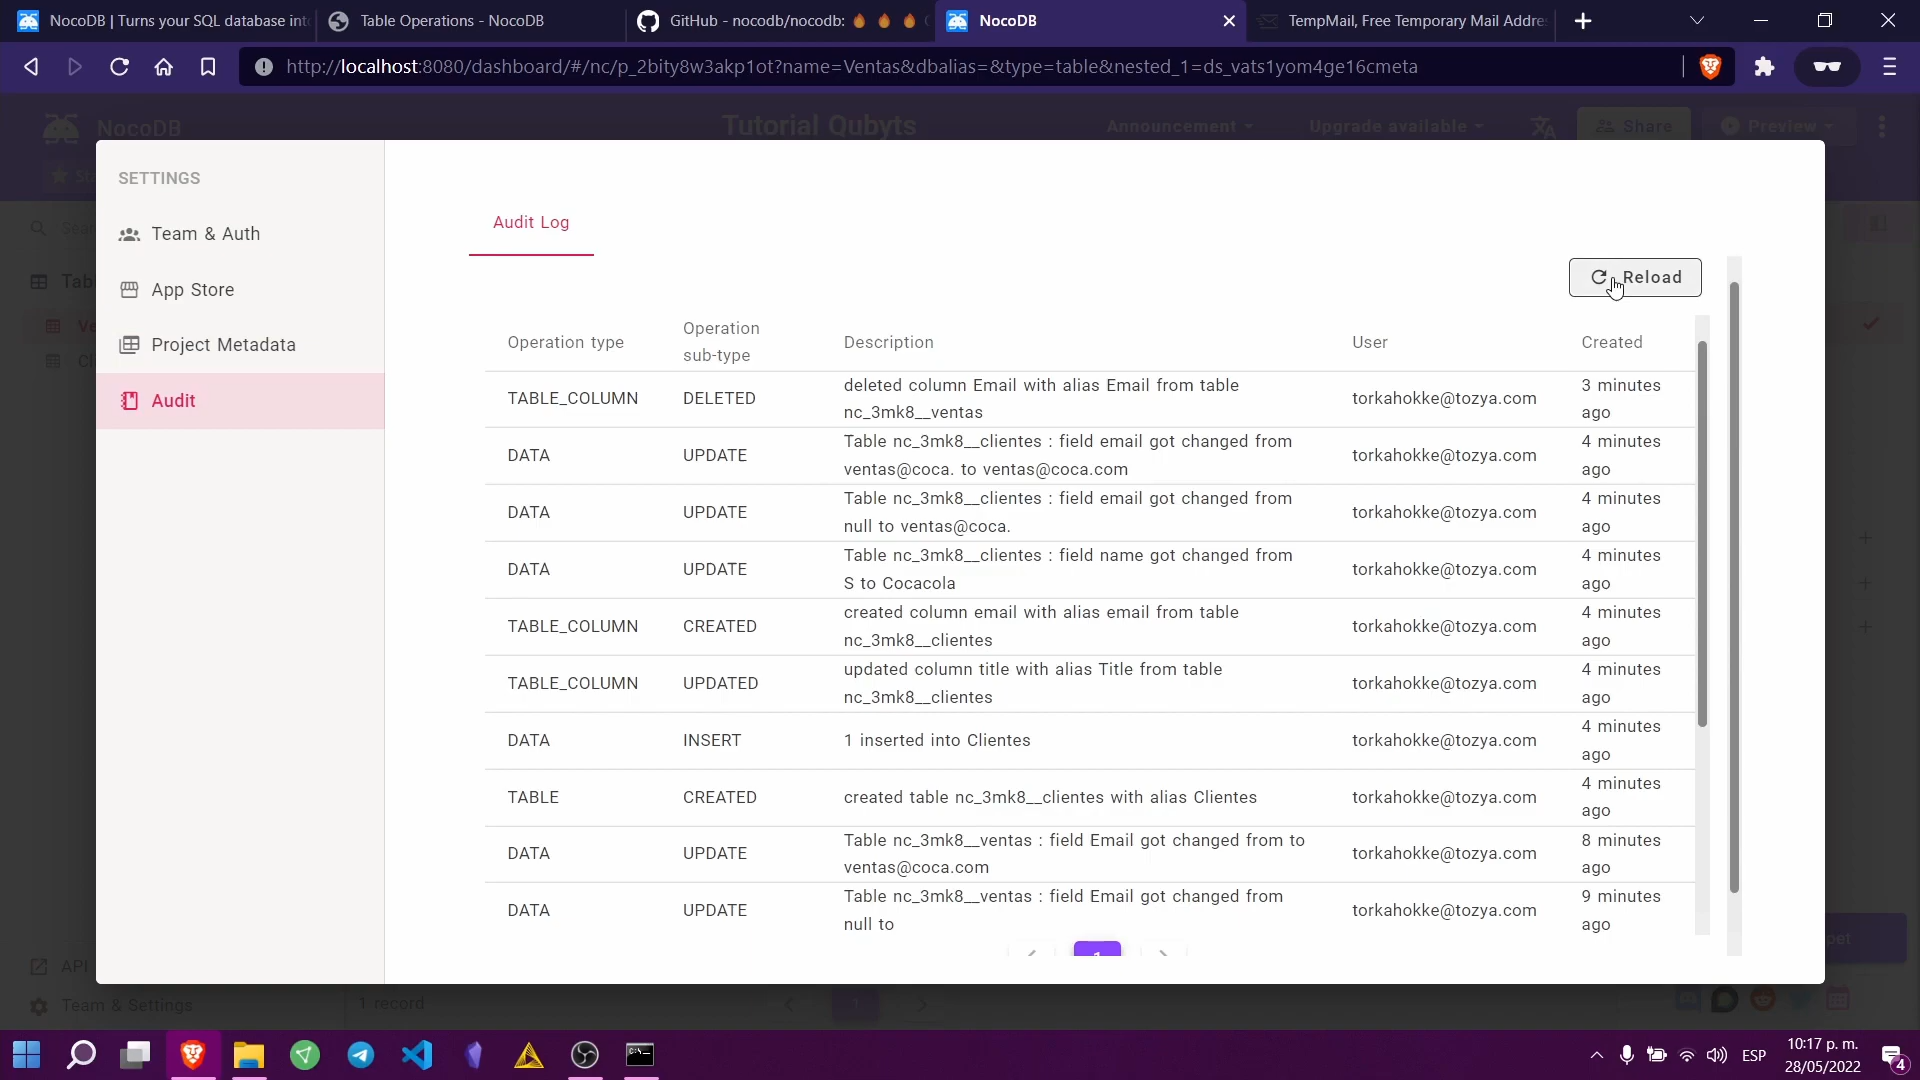 NocoDB | Turns your SQL database int
Table Operations - NocoDB
GitHub - nocodb/nocodb: 🔥 🔥 🔥 (
NocoDB
TempMail, Free Temporary Mail Addre
http://localhost:8080/dashboard/#/nc/p_2bity8w3akp1ot?name=Ventas&dbalias=&type=table&nested_1=ds_vats1yom4ge16cmeta
NocoDB
Tutorial Qubyts
Announcement
Upgrade available
Share
Preview
SETTINGS
Team & Auth
App Store
Project Metadata
Audit
Audit Log
Reload
Operation type
Operation sub-type
Description
User
Created
TABLE_COLUMN
DELETED
deleted column Email with alias Email from table
nc_3mk8__ventas
torkahokke@tozya.com
3 minutes
ago
DATA
UPDATE
Table nc_3mk8__clientes : field email got changed from
ventas@coca. to ventas@coca.com
torkahokke@tozya.com
4 minutes
ago
DATA
UPDATE
Table nc_3mk8__clientes : field email got changed from
null to ventas@coca.
torkahokke@tozya.com
4 minutes
ago
DATA
UPDATE
Table nc_3mk8__clientes : field name got changed from
S to Cocacola
torkahokke@tozya.com
4 minutes
ago
TABLE_COLUMN
CREATED
created column email with alias email from table
nc_3mk8__clientes
torkahokke@tozya.com
4 minutes
ago
TABLE_COLUMN
UPDATED
updated column title with alias Title from table
nc_3mk8__clientes
torkahokke@tozya.com
4 minutes
ago
DATA
INSERT
1 inserted into Clientes
torkahokke@tozya.com
4 minutes
ago
TABLE
CREATED
created table nc_3mk8__clientes with alias Clientes
torkahokke@tozya.com
4 minutes
ago
DATA
UPDATE
Table nc_3mk8__ventas : field Email got changed from to
ventas@coca.com
torkahokke@tozya.com
8 minutes
ago
DATA
UPDATE
Table nc_3mk8__ventas : field Email got changed from
null to
torkahokke@tozya.com
9 minutes
ago
1
API
Team & Settings
1 record
1
ESP
10:17 p. m.
28/05/2022
4